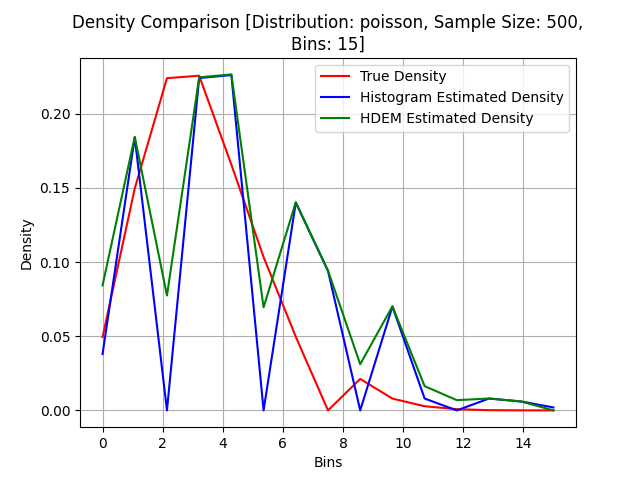 Density Comparison [Distribution: poisson, Sample Size: 500,
Bins: 15]
True Density
Histogram Estimated Density
HDEM Estimated Density
Density
0.20
0.15
0.10
0.05
0.00
0 2 4 6 8 10 12 14
Bins